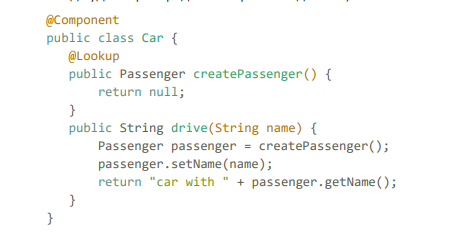 @Component
public class Car {
@Lookup
public Passenger createPassenger() {
return null;
}
public String drive(String name) {
Passenger passenger = createPassenger();
passenger.setName(name);
return "car with " + passenger.getName();
}
}